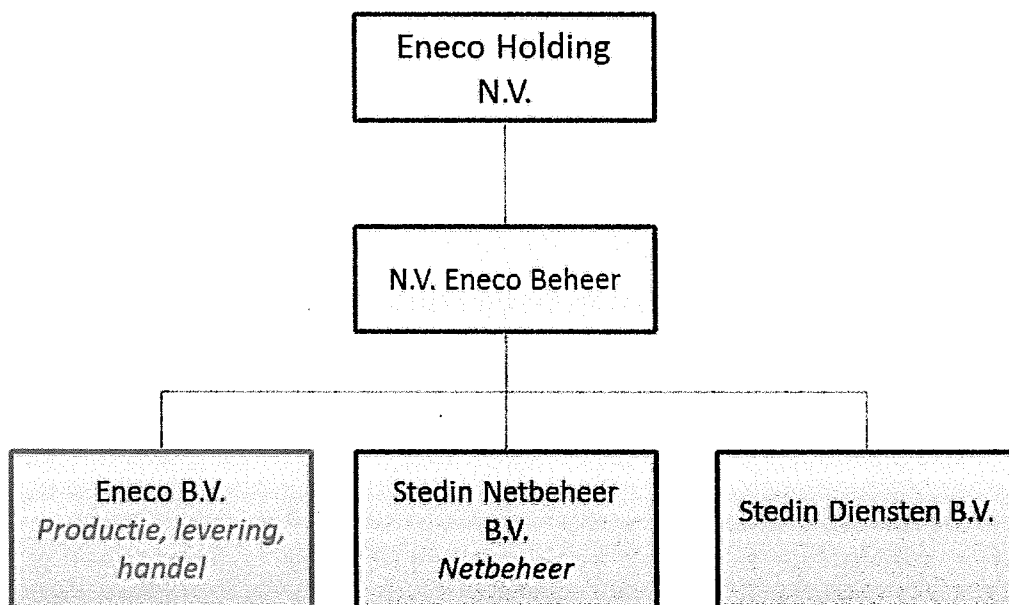 Eneco Holding
N.V.
N.V. Eneco Beheer
Eneco B.V.
Productie, levering,
handel
Stedin Netbeheer
B.V.
Netbeheer
Stedin Diensten B.V.